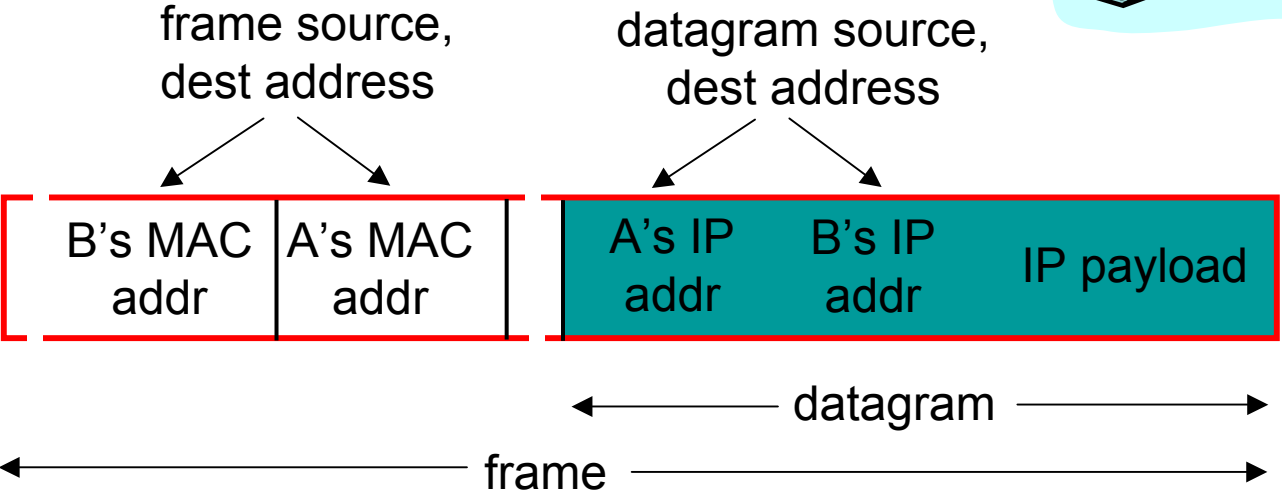 frame source,
dest address
datagram source,
dest address
B’s MAC
addr
A’s MAC
addr
A’s IP
addr
B’s IP
addr
IP payload
datagram
frame